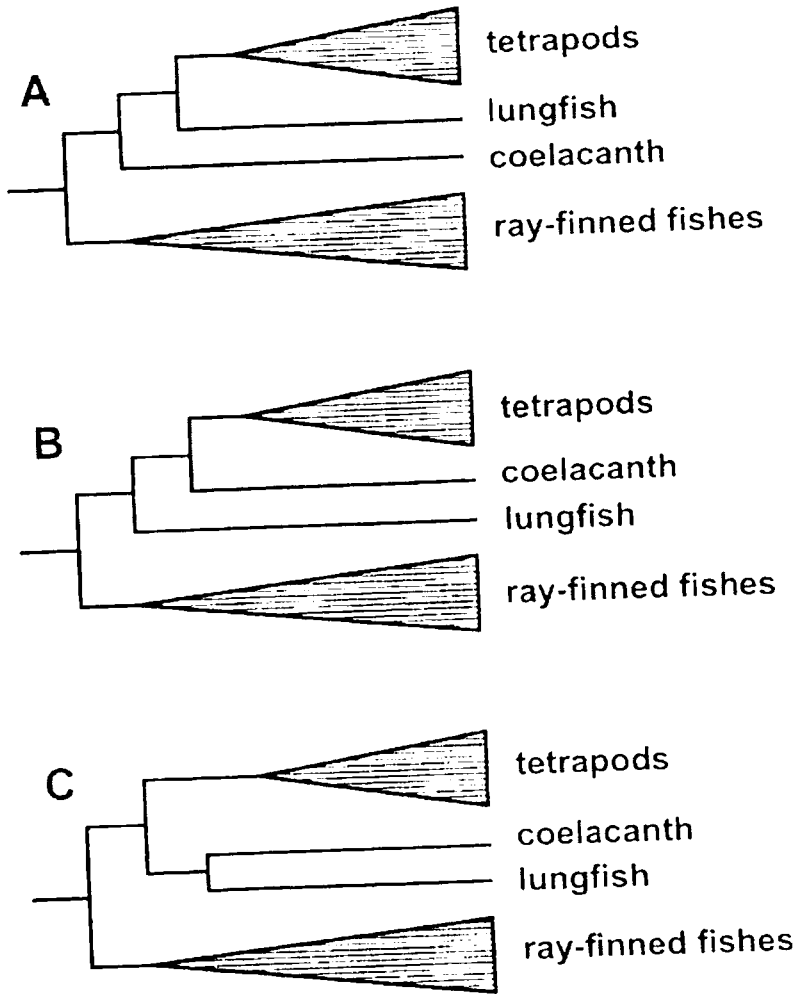 A
tetrapods
lungfish
coelacanth
ray-finned fishes
B
tetrapods
coelacanth
lungfish
ray-finned fishes
C
tetrapods
coelacanth
lungfish
ray-finned fishes